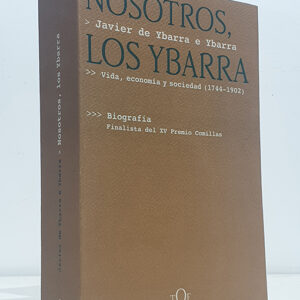 NOSOTROS,
> Javier de Ybarra e Ybarra
LOS YBARRA
>> Vida, economía y sociedad (1744-1902)
>>> Biografía
Finalista del XV Premio Comillas
Javier de Ybarra e Ybarra - Nosotros, los Ybarra